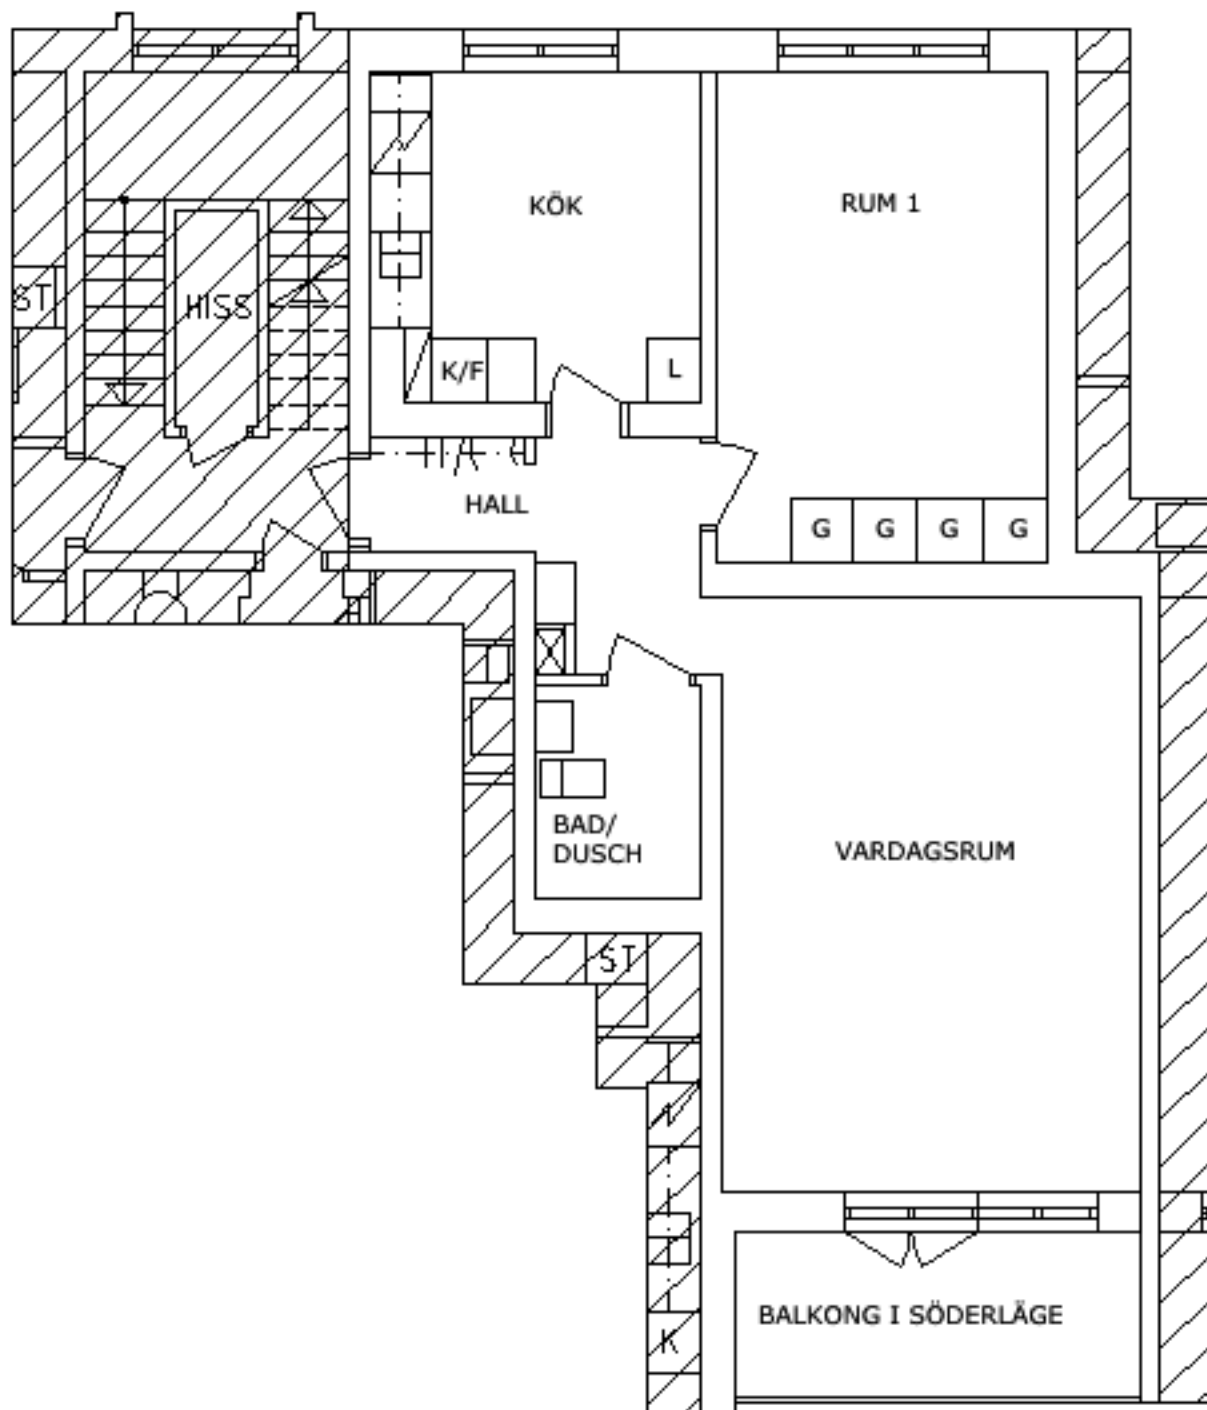 KÖK
RUM 1
ST
HISS
K/F
L
HALL
G G G G
BAD/
DUSCH
VARDAGSRUM
ST
BALKONG I SÖDERLÄGE
K